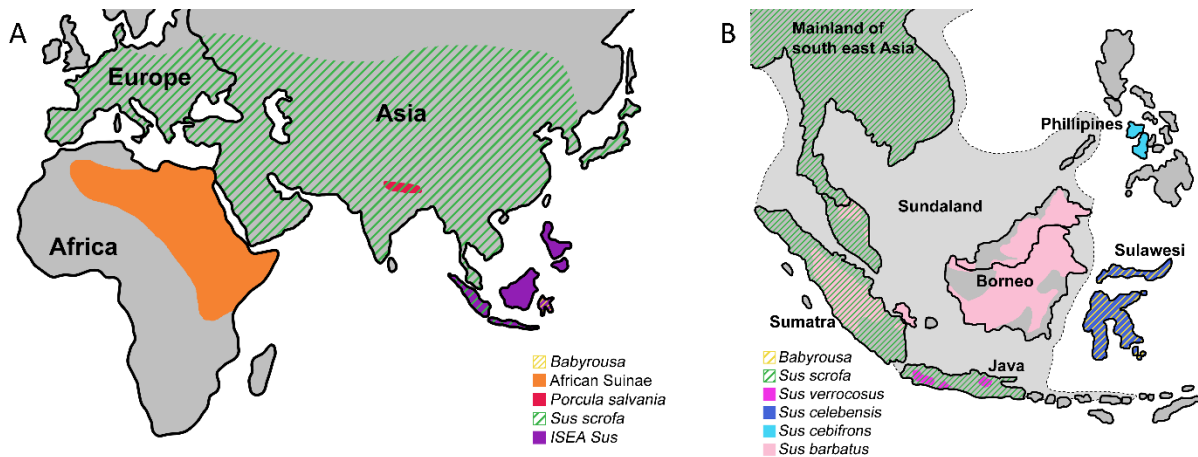 A
Europe
Asia
Africa
Babyrousa
African Suinae
Porcula salvania
Sus scrofa
ISEA Sus
B
Mainland of
south east Asia
Phillipines
Sundaland
Sulawesi
Borneo
Sumatra
Java
Babyrousa
Sus scrofa
Sus verrocosus
Sus celebensis
Sus cebifrons
Sus barbatus